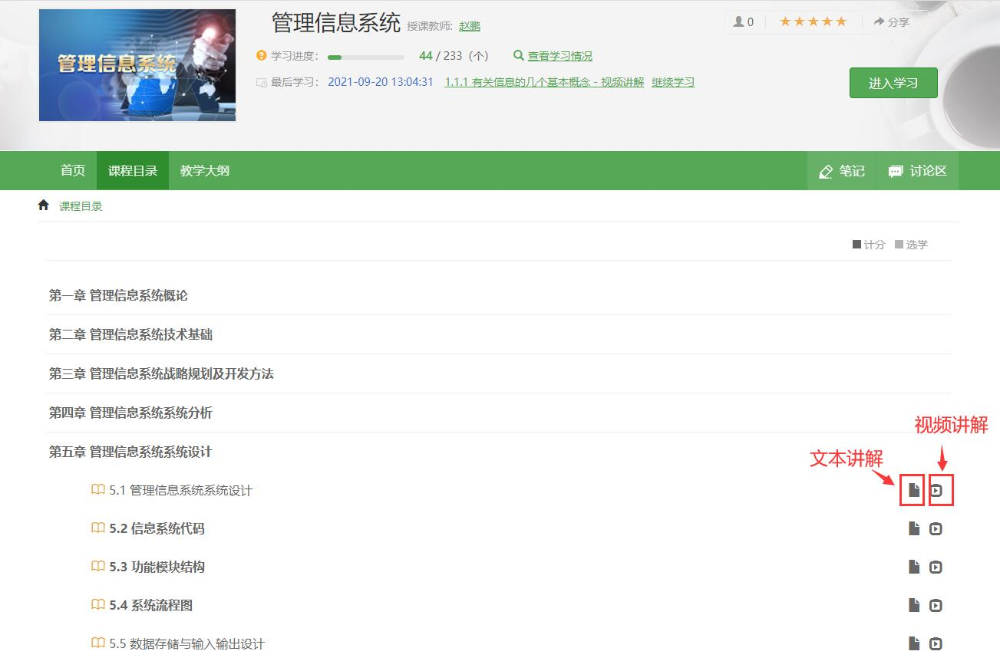 管理信息系统
管理信息系统 授课教师: 赵鹏
0 分享
学习进度: 44 / 233（个） 查看学习情况
最后学习: 2021-09-20 13:04:31 1.1.1 有关信息的几个基本概念 - 视频讲解 继续学习
进入学习
首页 课程目录 教学大纲 笔记 讨论区
课程目录
计分 选学
第一章 管理信息系统概论
第二章 管理信息系统技术基础
第三章 管理信息系统战略规划及开发方法
第四章 管理信息系统系统分析
视频讲解
第五章 管理信息系统系统设计
文本讲解
5.1 管理信息系统系统设计
5.2 信息系统代码
5.3 功能模块结构
5.4 系统流程图
5.5 数据存储与输入输出设计